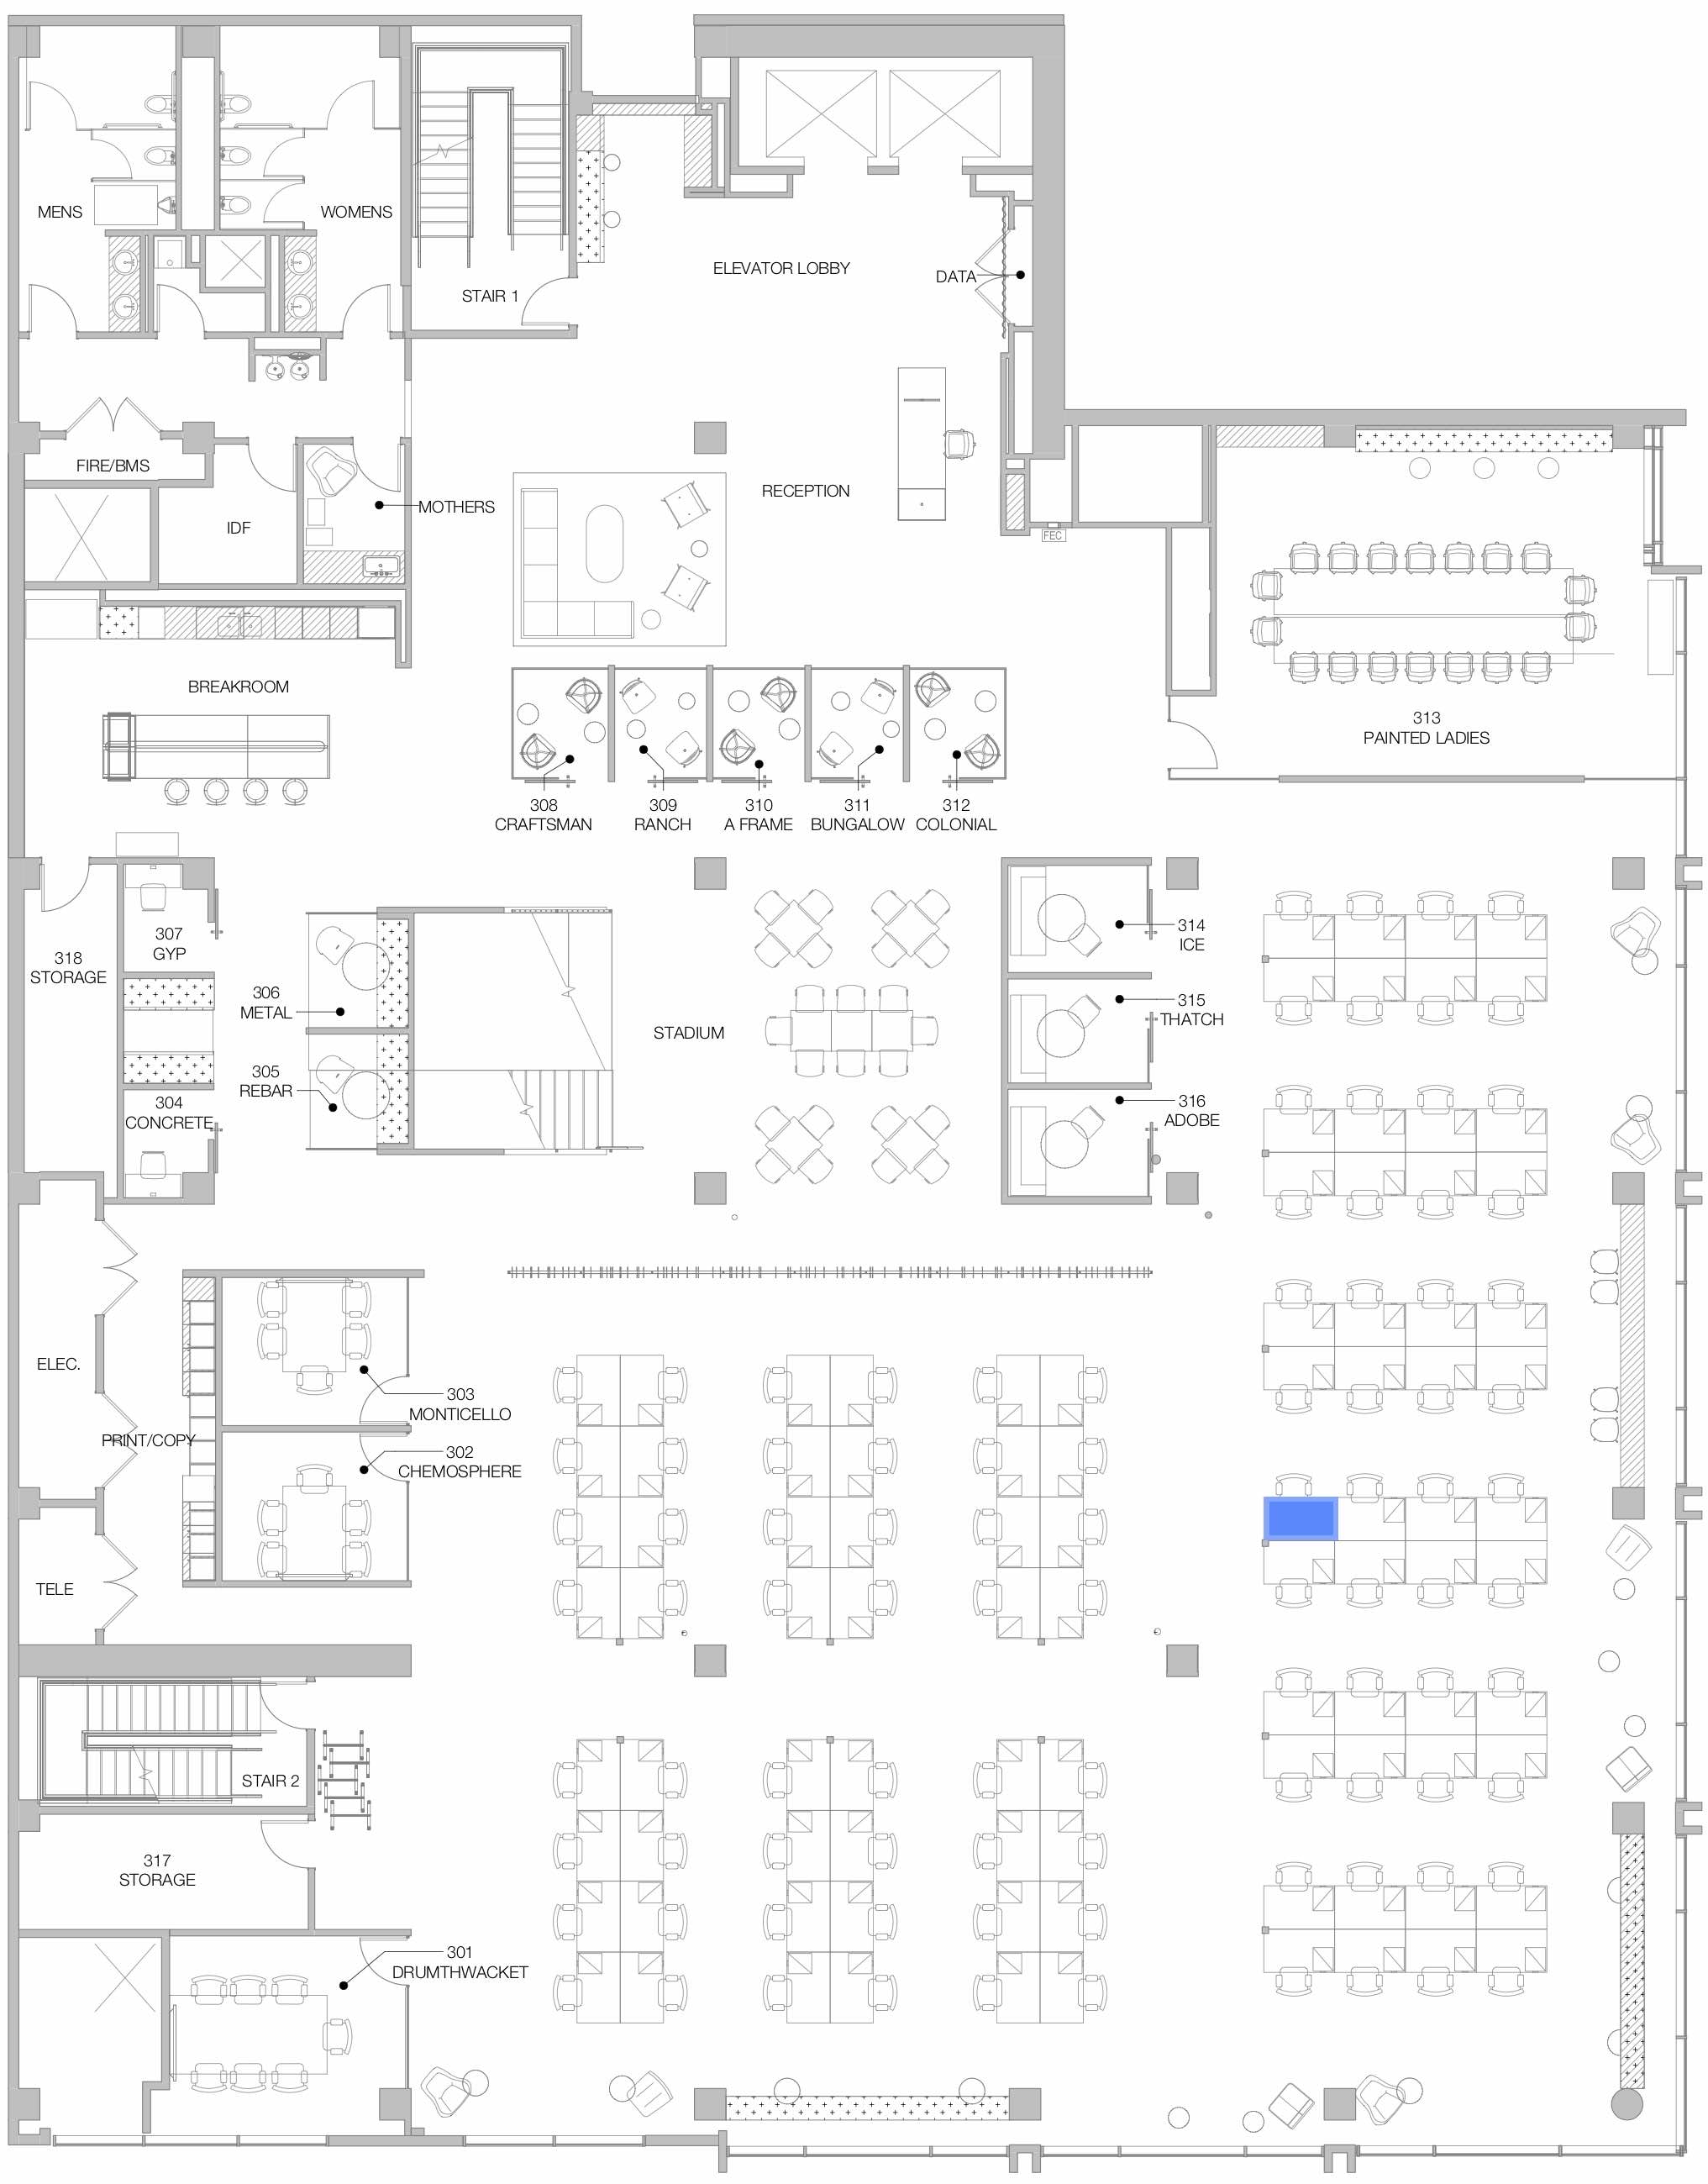 MENS
WOMENS
STAIR 1
ELEVATOR LOBBY
DATA
FIRE/BMS
IDF
MOTHERS
RECEPTION
FEC
BREAKROOM
308
CRAFTSMAN
309
RANCH
310
A FRAME
311
BUNGALOW
312
COLONIAL
313
PAINTED LADIES
318
STORAGE
307
GYP
306
METAL
305
REBAR
304
CONCRETE
STADIUM
314
ICE
315
THATCH
316
ADOBE
ELEC.
PRINT/COPY
303
MONTICELLO
302
CHEMOSPHERE
TELE
STAIR 2
317
STORAGE
301
DRUMTHWACKET